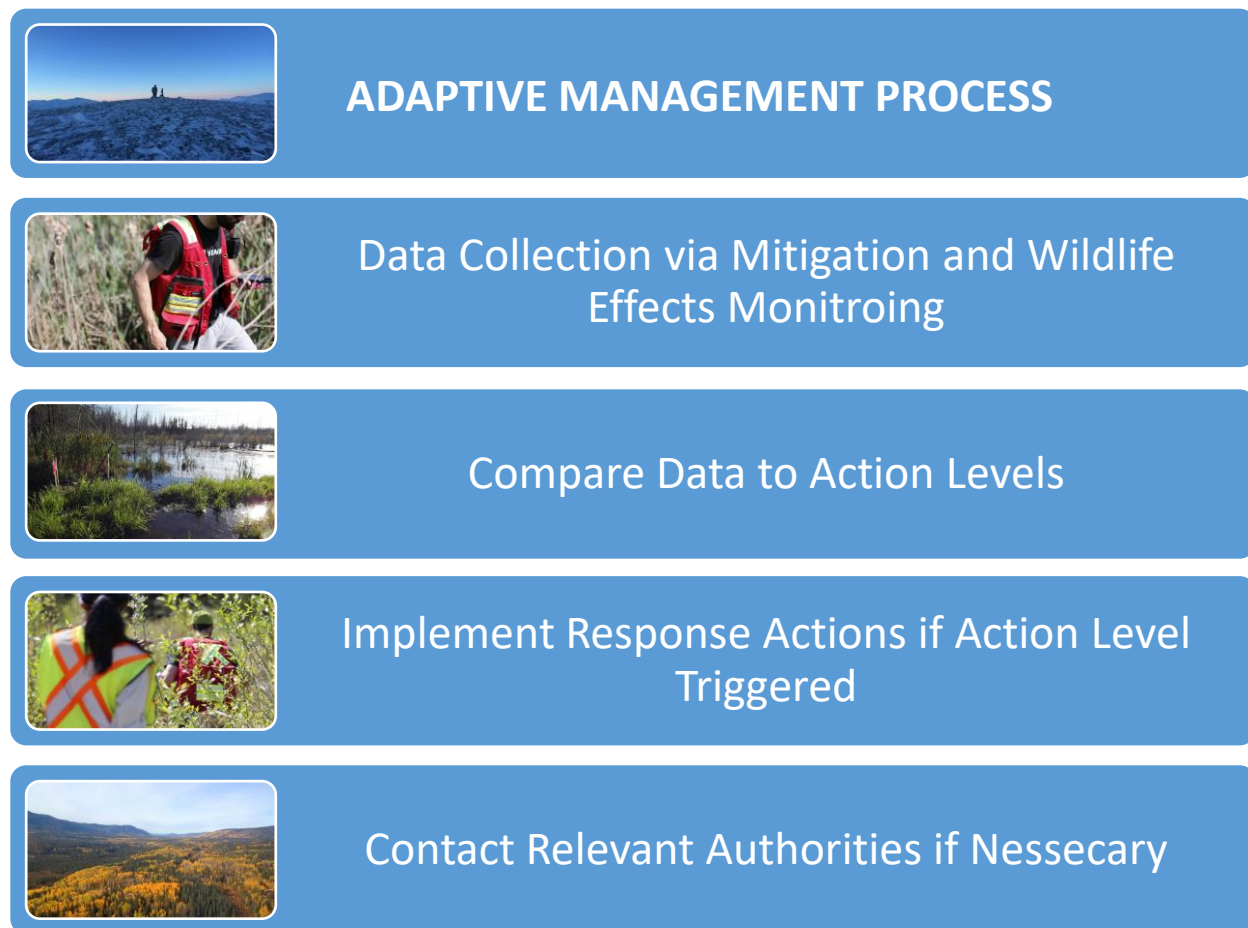 ADAPTIVE MANAGEMENT PROCESS
Data Collection via Mitigation and Wildlife
Effects Monitroing
Compare Data to Action Levels
Implement Response Actions if Action Level
Triggered
Contact Relevant Authorities if Nessecary